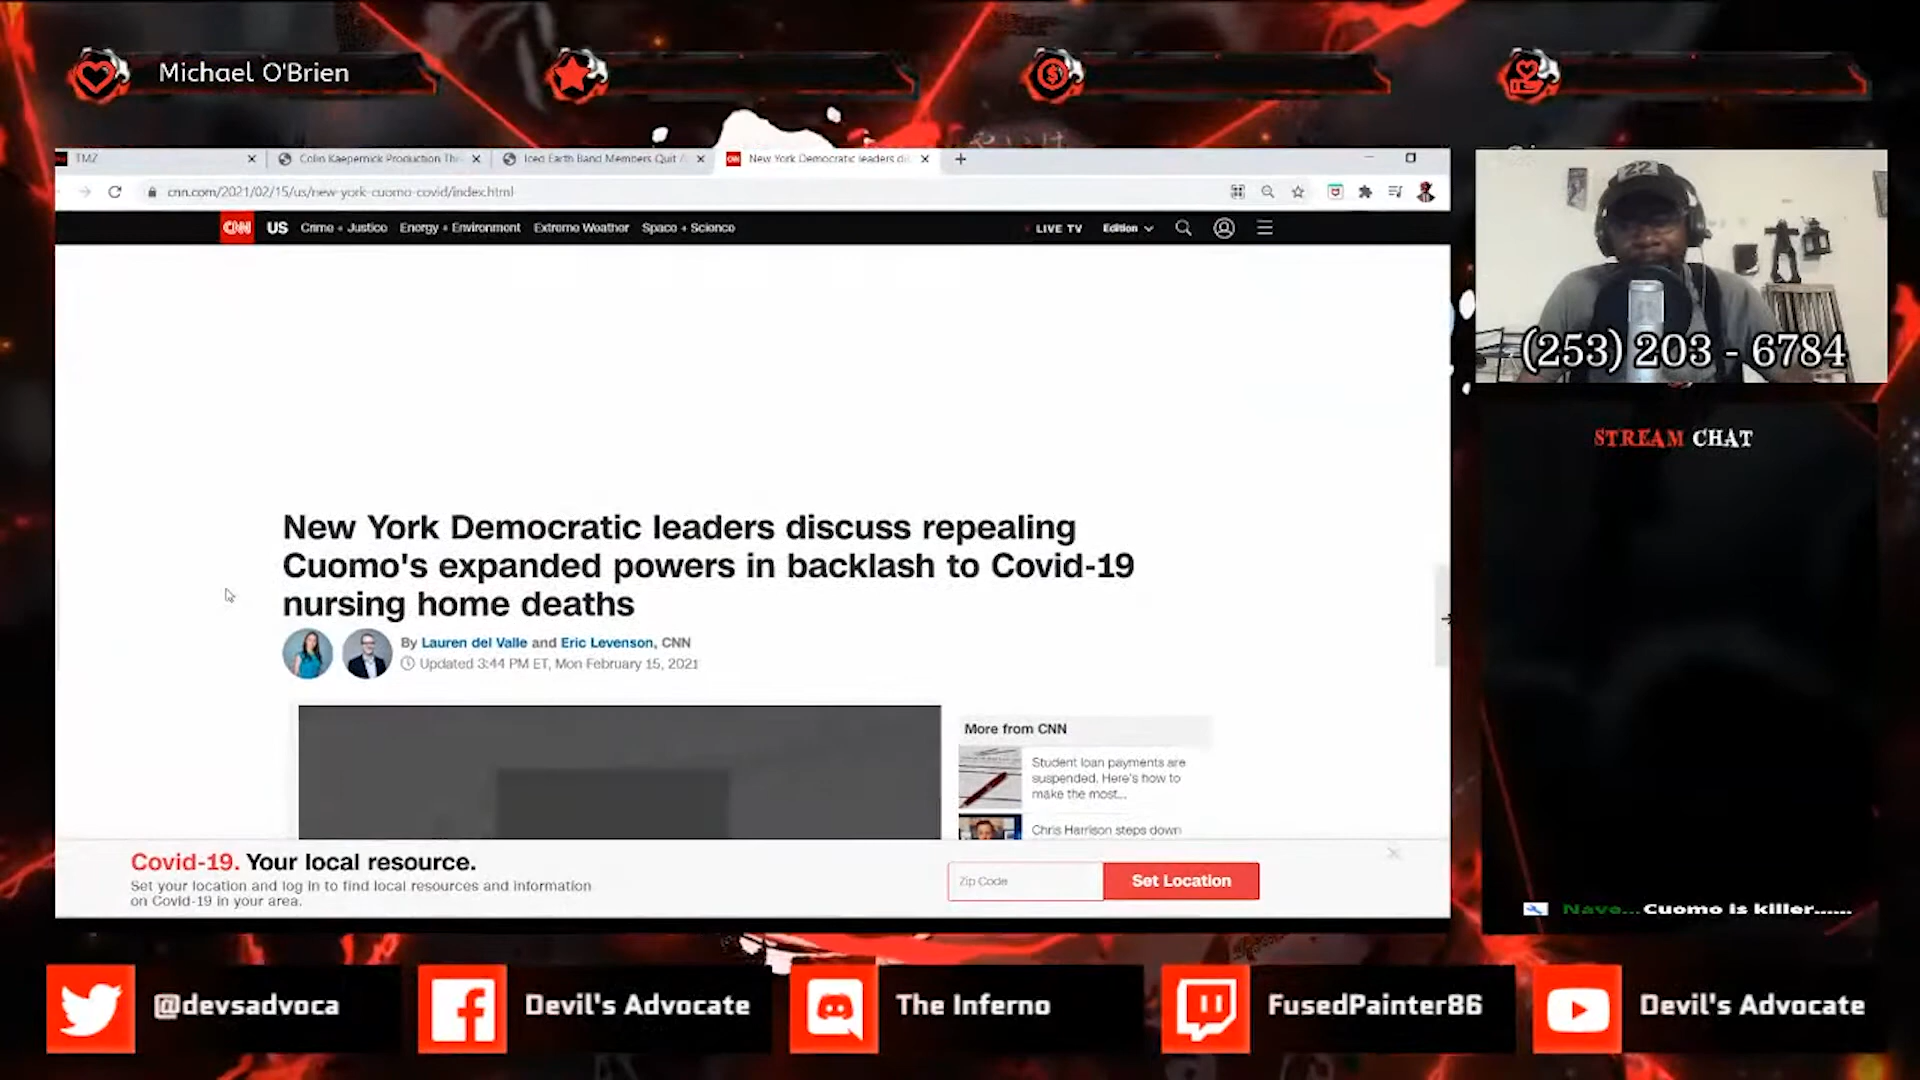 Michael O'Brien
TMZ
Colin Kaepernick Production Thr
Iced Earth Band Members Quit
New York Democratic leaders di
cnn.com/2021/02/15/us/new-york-cuomo-covid/index.html
CNN US Crime + Justice Energy + Environment Extreme Weather Space + Science
LIVE TV Edition
New York Democratic leaders discuss repealing
Cuomo's expanded powers in backlash to Covid-19
nursing home deaths
By Lauren del Valle and Eric Levenson, CNN
Updated 3:44 PM ET, Mon February 15, 2021
More from CNN
Student loan payments are
suspended. Here's how to
make the most...
Chris Harrison steps down
Covid-19. Your local resource.
Set your location and log in to find local resources and information
on Covid-19 in your area.
Zip Code
Set Location
22
(253) 203 - 6784
STREAM CHAT
Nave... Cuomo is killer......
@devsadvoca
Devil's Advocate
The Inferno
FusedPainter86
Devil's Advocate